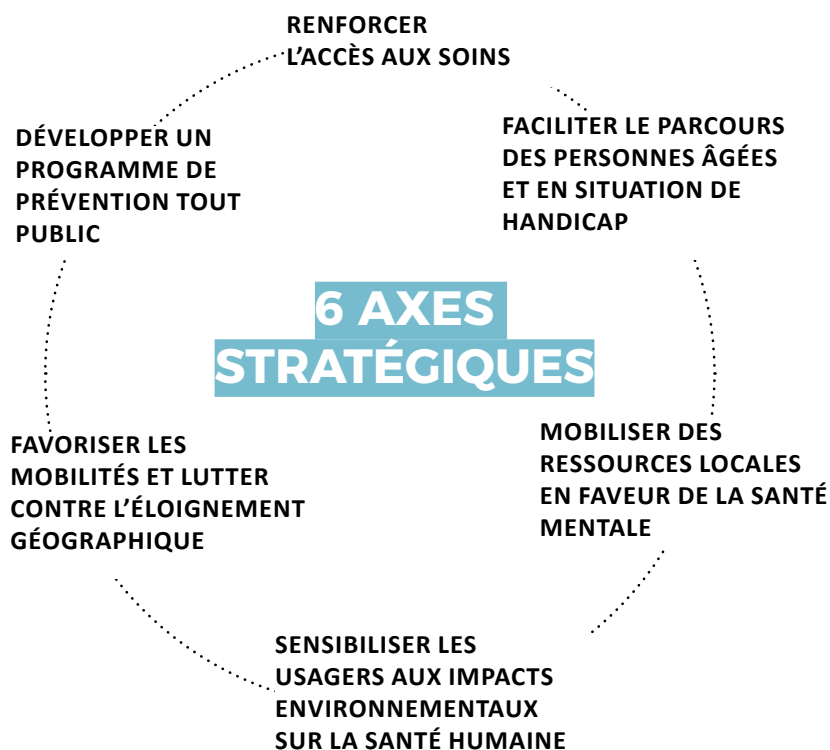 RENFORCER
L'ACCÈS AUX SOINS
FACILITER LE PARCOURS
DES PERSONNES ÂGÉES
ET EN SITUATION DE
HANDICAP
MOBILISER DES
RESSOURCES LOCALES
EN FAVEUR DE LA SANTÉ
MENTALE
SENSIBILISER LES
USAGERS AUX IMPACTS
ENVIRONNEMENTAUX
SUR LA SANTÉ HUMAINE
FAVORISER LES
MOBILITÉS ET LUTTER
CONTRE L'ÉLOIGNEMENT
GÉOGRAPHIQUE
DÉVELOPPER UN
PROGRAMME DE
PRÉVENTION TOUT
PUBLIC
6 AXES
STRATÉGIQUES